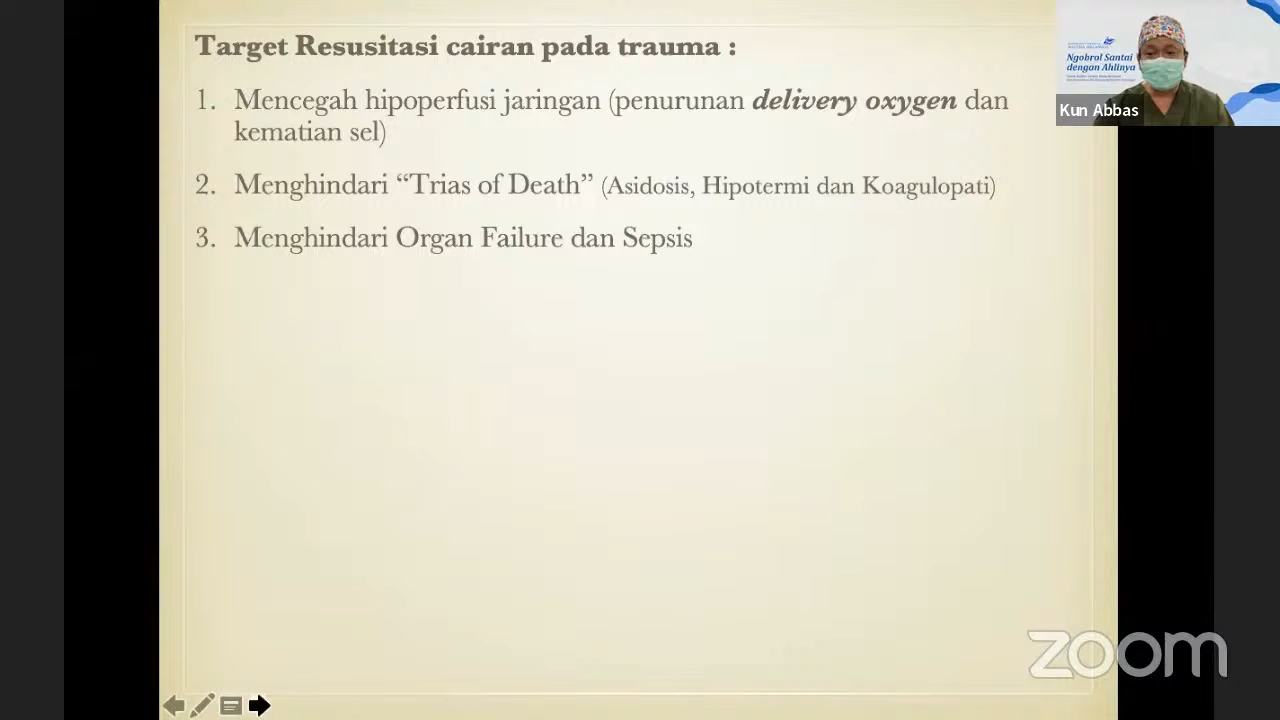 Target Resusitasi cairan pada trauma :
1. Mencegah hipoperfusi jaringan (penurunan delivery oxygen dan
kematian sel)
2. Menghindari “Trias of Death” (Asidosis, Hipotermi dan Koagulopati)
3. Menghindari Organ Failure dan Sepsis
Ngobrol Santai
dengan Ahlinya
Kun Abbas
zoom